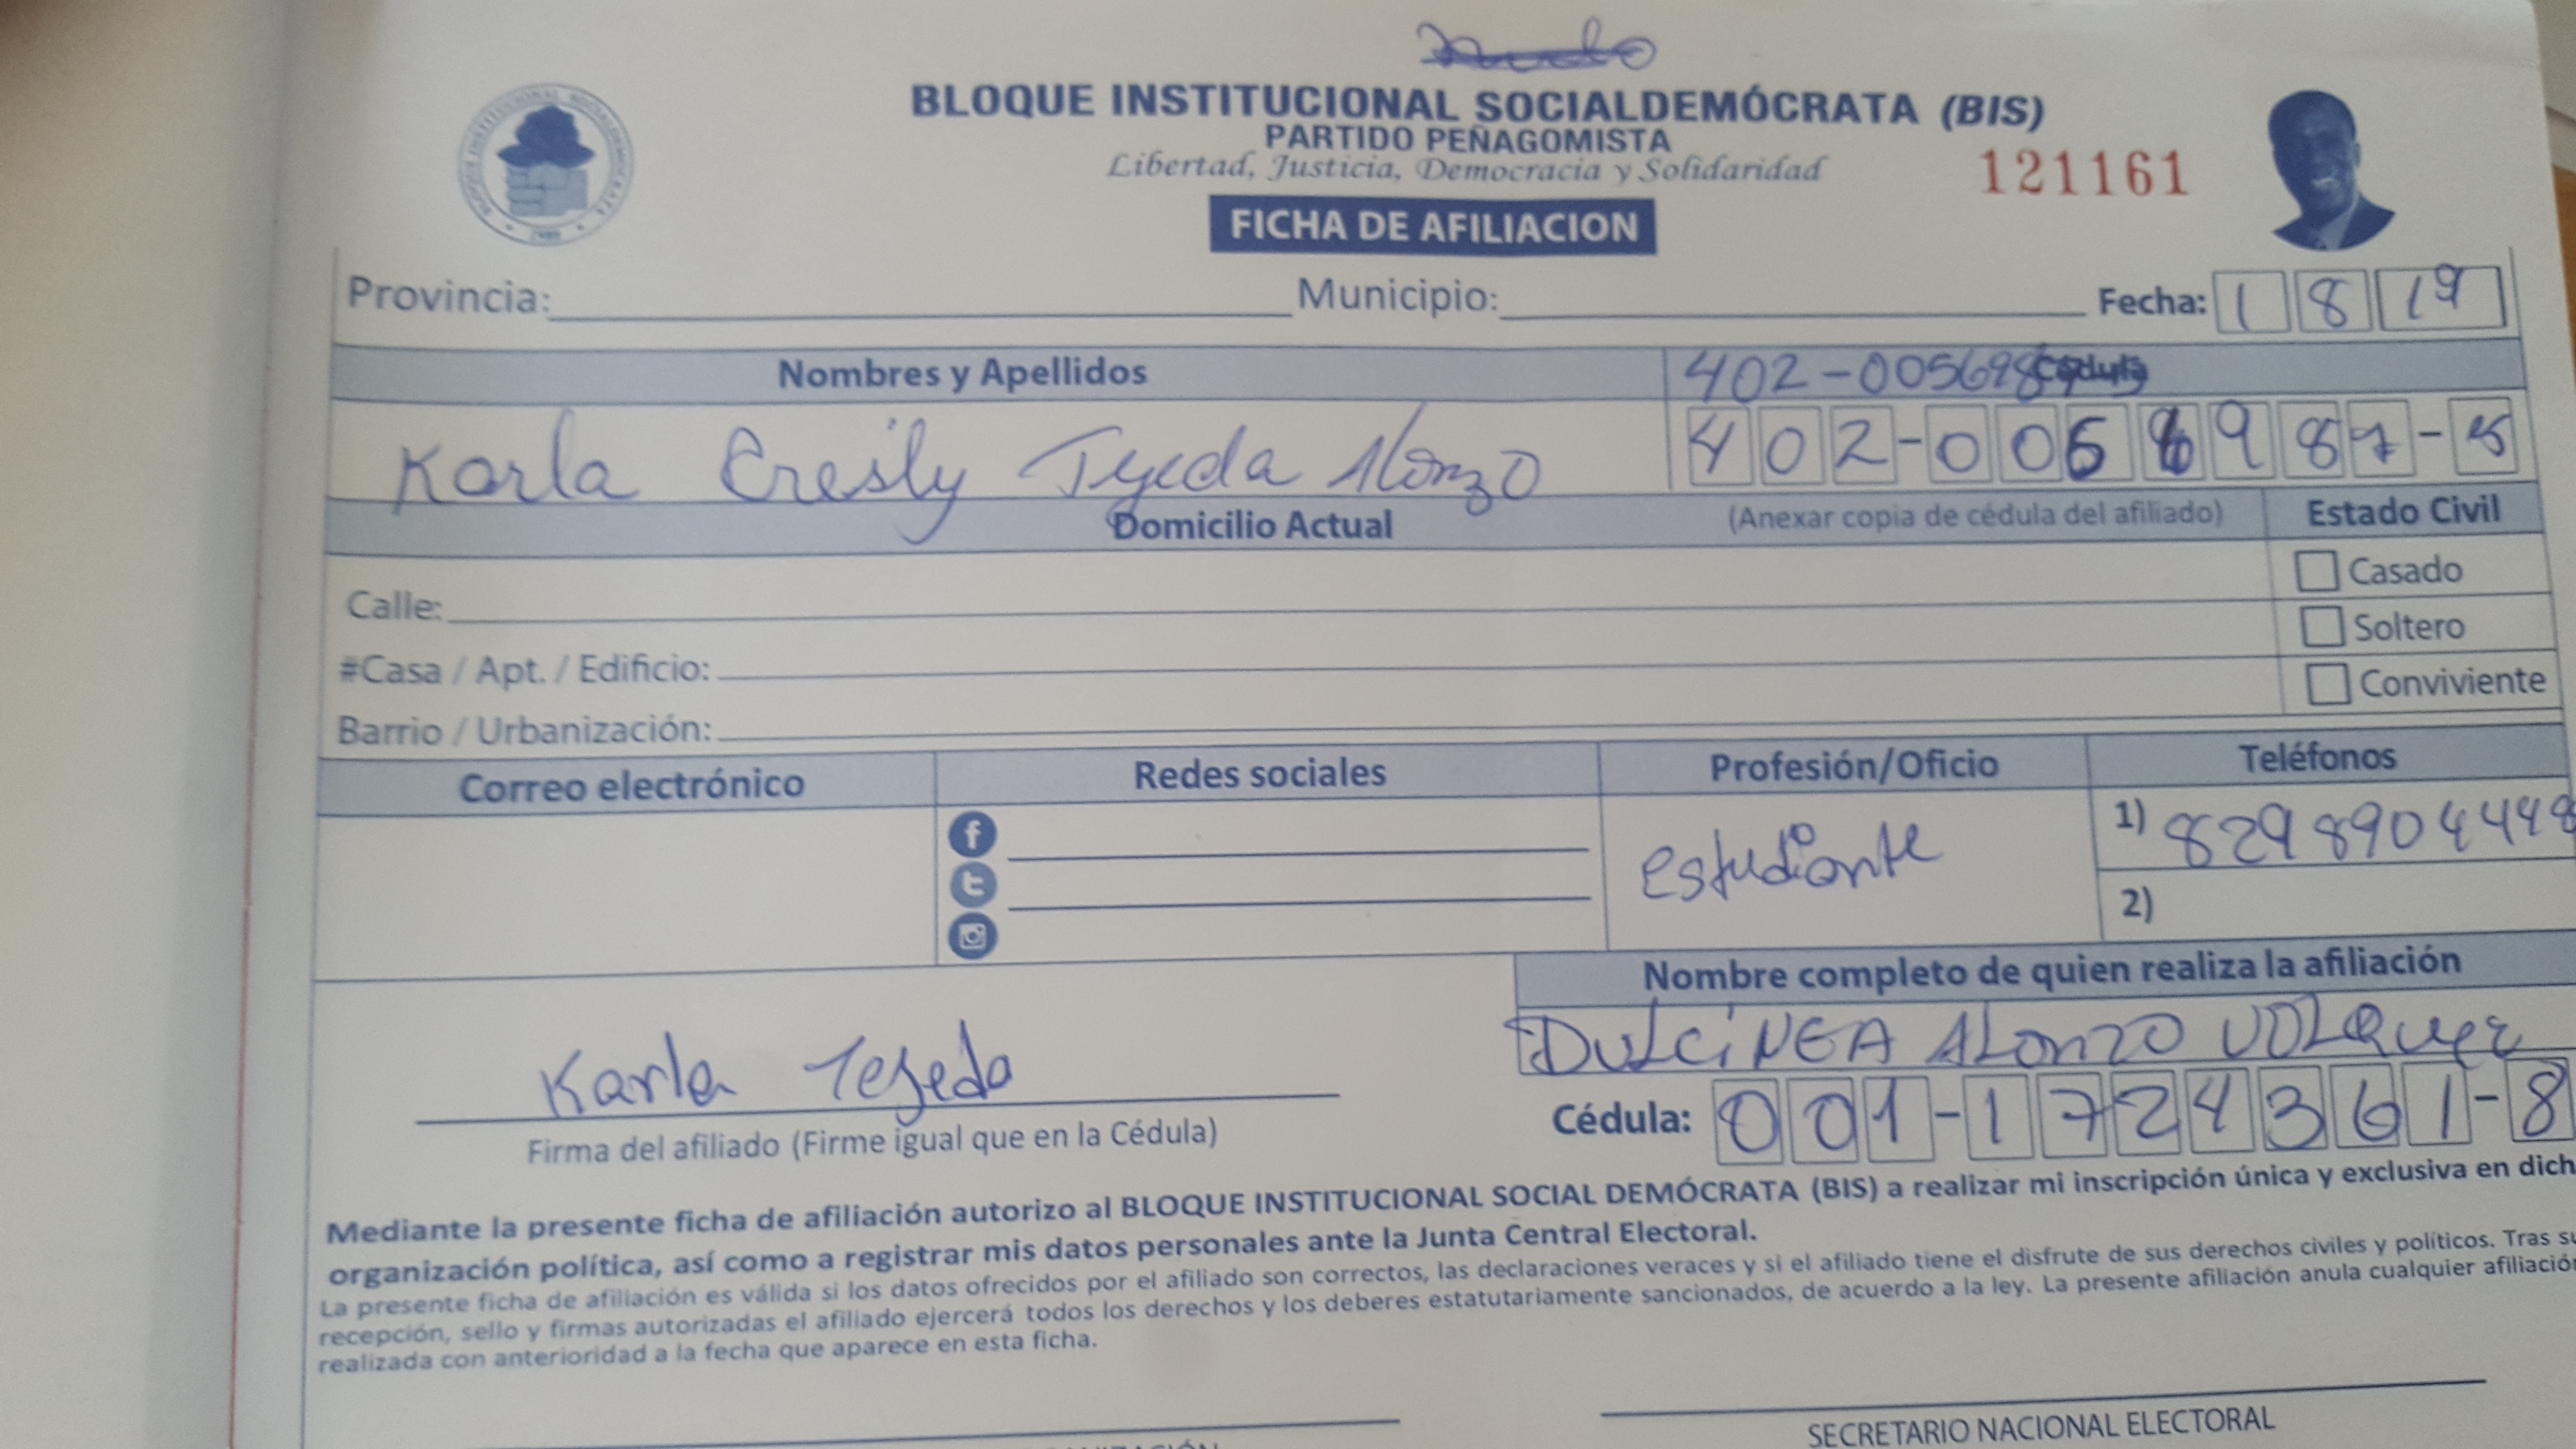 BLOQUE INSTITUCIONAL SOCIALDEMÓCRATA (BIS)
PARTIDO PEÑAGOMISTA
Libertad, Justicia, Democracia y Solidaridad
121161
FICHA DE AFILIACION
Provincia: Municipio: Fecha: 1 8 19
Nombres y Apellidos Cédula
402-0056987-5
Karla Cresly Tejeda Alonzo 402-0056987-5
Domicilio Actual (Anexar copia de cédula del afiliado) Estado Civil
Casado
Calle:
Soltero
#Casa / Apt. / Edificio:
Conviviente
Barrio / Urbanización:
Correo electrónico Redes sociales Profesión/Oficio Teléfonos
estudiante 1) 8298904448
2)
Nombre completo de quien realiza la afiliación
DULCINEA ALONZO VOLQUEZ
Karla Tejeda
Cédula: 001-1724361-8
Firma del afiliado (Firme igual que en la Cédula)
Mediante la presente ficha de afiliación autorizo al BLOQUE INSTITUCIONAL SOCIAL DEMÓCRATA (BIS) a realizar mi inscripción única y exclusiva en dich
organización política, así como a registrar mis datos personales ante la Junta Central Electoral.
La presente ficha de afiliación es válida si los datos ofrecidos por el afiliado son correctos, las declaraciones veraces y si el afiliado tiene el disfrute de sus derechos civiles y políticos. Tras su
recepción, sello y firmas autorizadas el afiliado ejercerá todos los derechos y los deberes estatutariamente sancionados, de acuerdo a la ley. La presente afiliación anula cualquier afiliación
realizada con anterioridad a la fecha que aparece en esta ficha.
SECRETARIO NACIONAL ELECTORAL